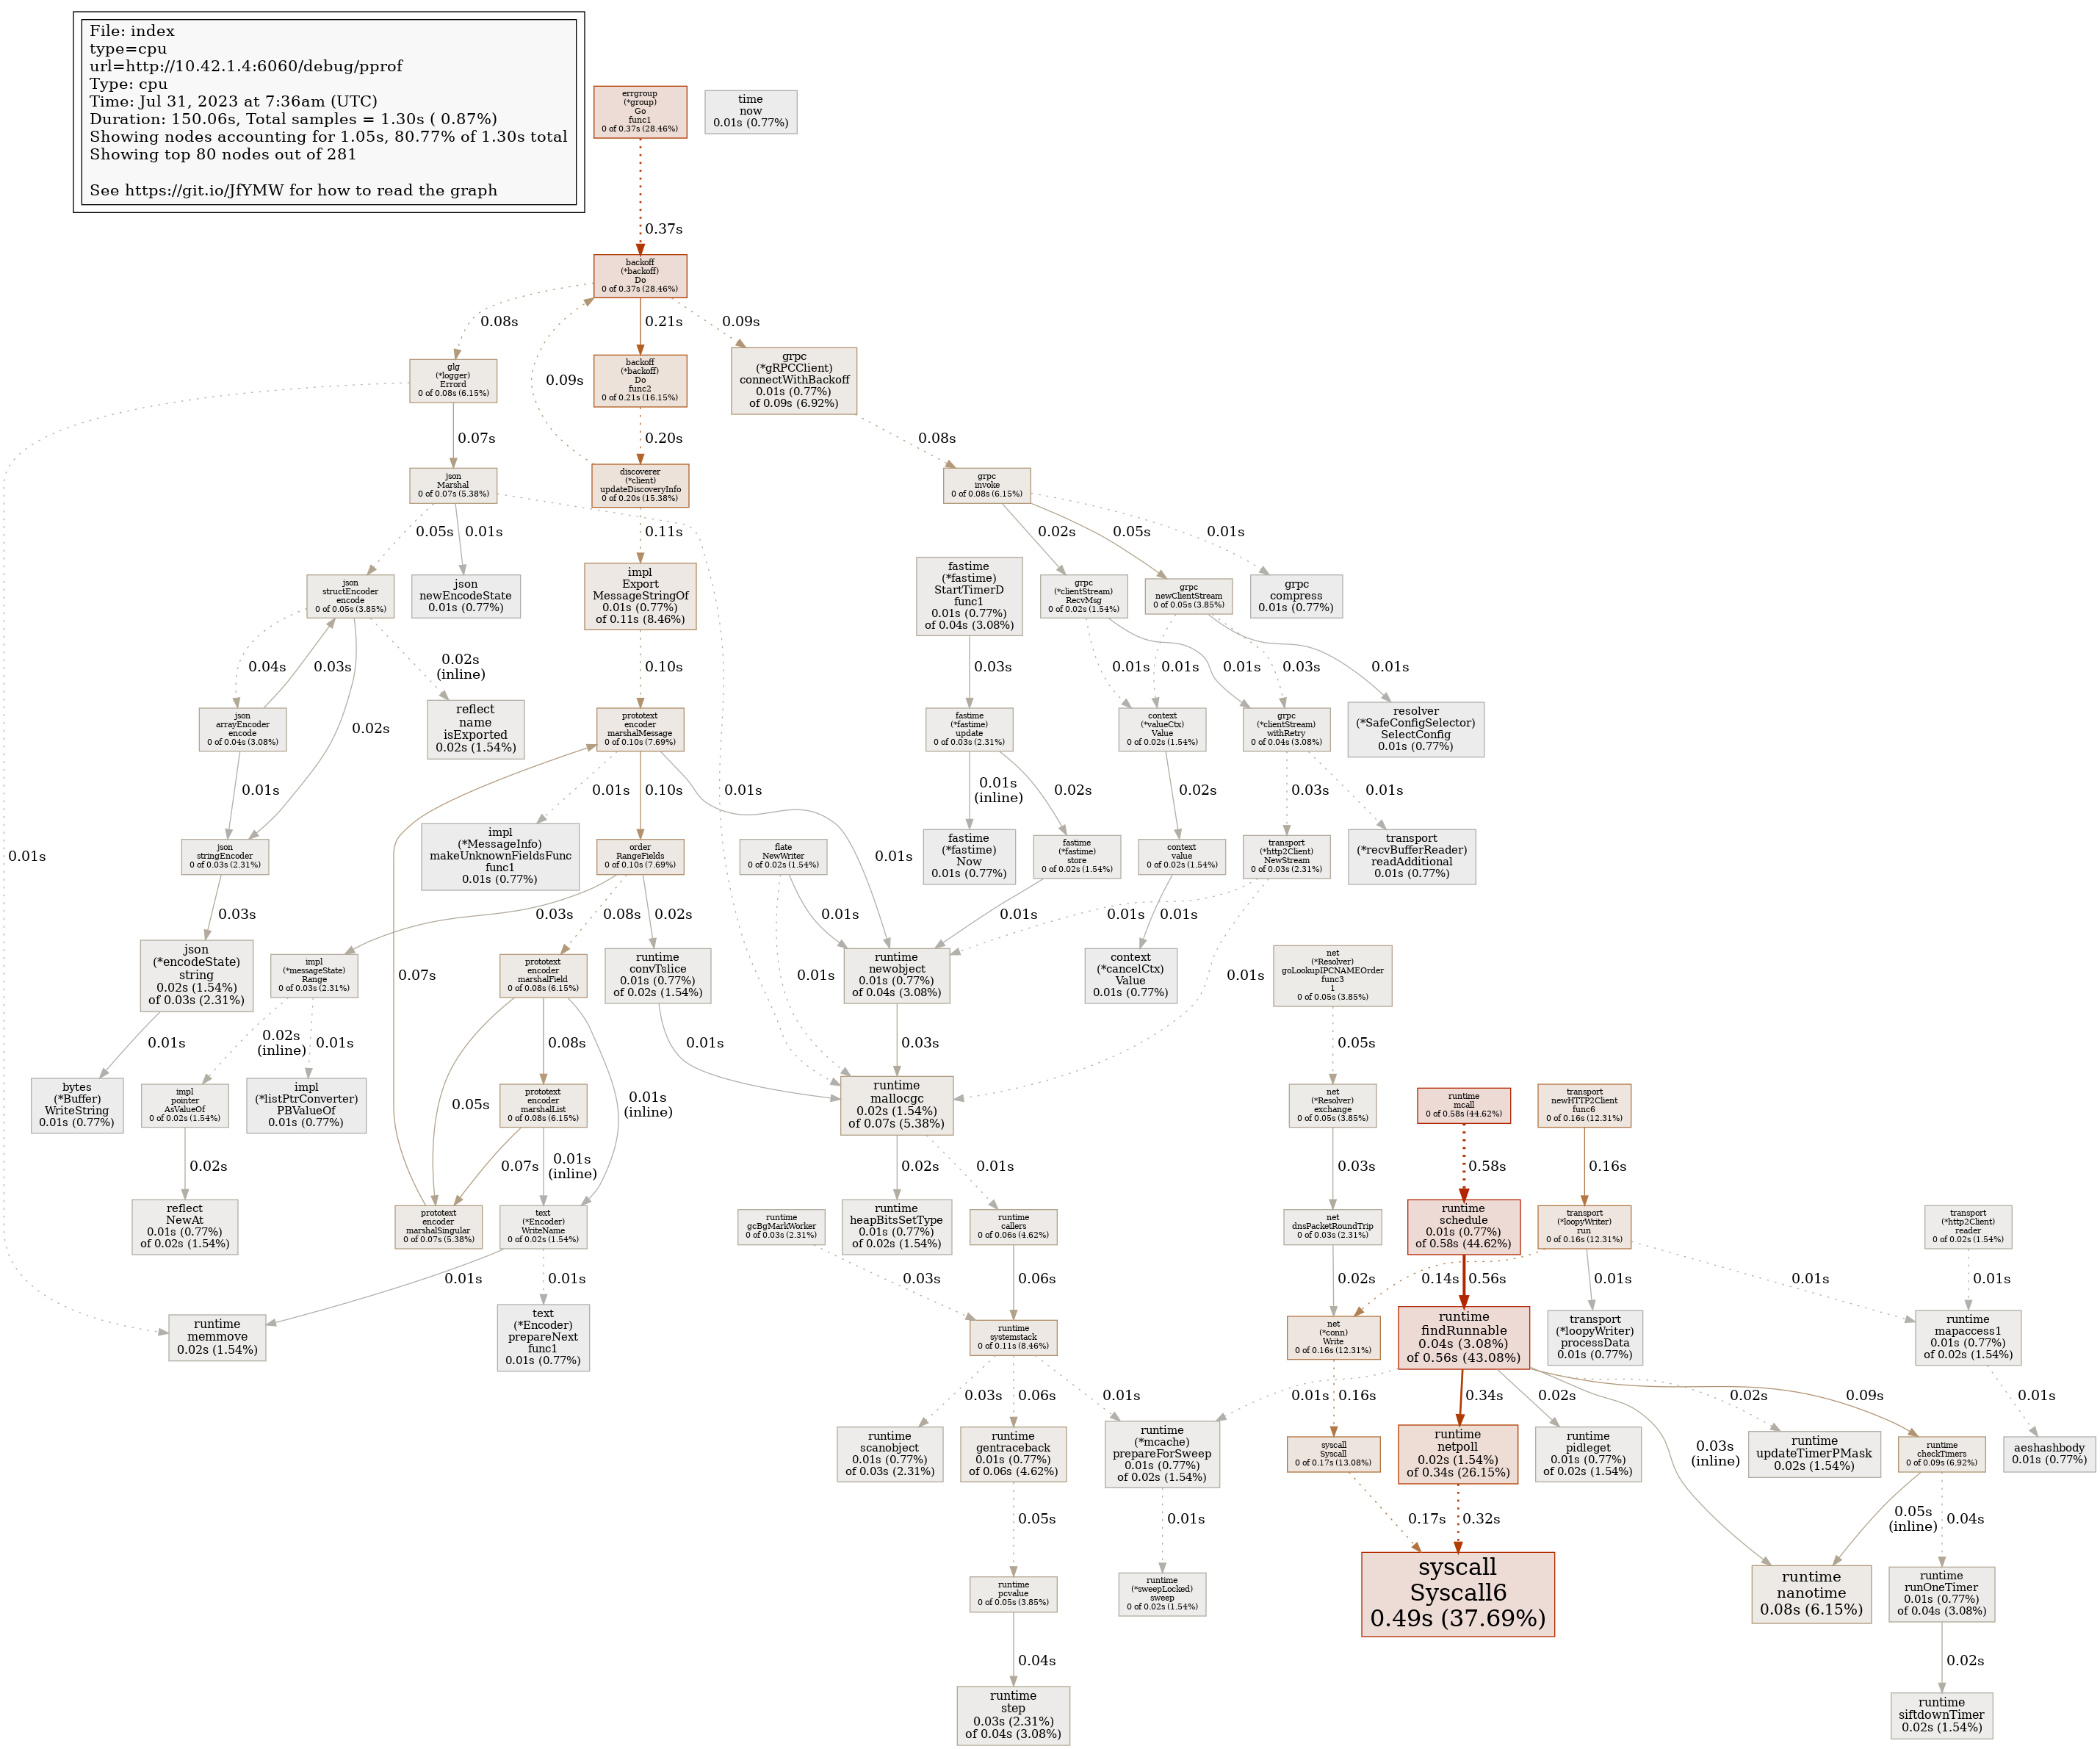 File: index
type=cpu
url=http://10.42.1.4:6060/debug/pprof
Type: cpu
Time: Jul 31, 2023 at 7:36am (UTC)
Duration: 150.06s, Total samples = 1.30s ( 0.87%)
Showing nodes accounting for 1.05s, 80.77% of 1.30s total
Showing top 80 nodes out of 281
See https://git.io/JfYMW for how to read the graph
errgroup
(*group)
Go
func1
0 of 0.37s (28.46%)
time
now
0.01s (0.77%)
0.37s
backoff
(*backoff)
Do
0 of 0.37s (28.46%)
0.08s
0.21s
0.09s
0.09s
glg
(*logger)
Errord
0 of 0.08s (6.15%)
backoff
(*backoff)
Do
func2
0 of 0.21s (16.15%)
grpc
(*gRPCClient)
connectWithBackoff
0.01s (0.77%)
of 0.09s (6.92%)
0.07s
0.20s
0.08s
json
Marshal
0 of 0.07s (5.38%)
discoverer
(*client)
updateDiscoveryInfo
0 of 0.20s (15.38%)
grpc
invoke
0 of 0.08s (6.15%)
0.05s
0.01s
0.11s
0.02s
0.05s
0.01s
json
structEncoder
encode
0 of 0.05s (3.85%)
json
newEncodeState
0.01s (0.77%)
impl
Export
MessageStringOf
0.01s (0.77%)
of 0.11s (8.46%)
fastime
(*fastime)
StartTimerD
func1
0.01s (0.77%)
of 0.04s (3.08%)
grpc
(*clientStream)
RecvMsg
0 of 0.02s (1.54%)
grpc
newClientStream
0 of 0.05s (3.85%)
grpc
compress
0.01s (0.77%)
0.04s
0.03s
0.02s
(inline)
0.10s
0.03s
0.01s
0.01s
0.01s
0.03s
0.01s
json
arrayEncoder
encode
0 of 0.04s (3.08%)
0.02s
reflect
name
isExported
0.02s (1.54%)
prototext
encoder
marshalMessage
0 of 0.10s (7.69%)
fastime
(*fastime)
update
0 of 0.03s (2.31%)
context
(*valueCtx)
Value
0 of 0.02s (1.54%)
grpc
(*clientStream)
withRetry
0 of 0.04s (3.08%)
resolver
(*SafeConfigSelector)
SelectConfig
0.01s (0.77%)
0.01s
0.01s
0.10s
0.01s
0.01s
(inline)
0.02s
0.02s
0.03s
0.01s
json
stringEncoder
0 of 0.03s (2.31%)
impl
(*MessageInfo)
makeUnknownFieldsFunc
func1
0.01s (0.77%)
order
RangeFields
0 of 0.10s (7.69%)
flate
NewWriter
0 of 0.02s (1.54%)
0.01s
fastime
(*fastime)
Now
0.01s (0.77%)
fastime
(*fastime)
store
0 of 0.02s (1.54%)
context
value
0 of 0.02s (1.54%)
transport
(*http2Client)
NewStream
0 of 0.03s (2.31%)
transport
(*recvBufferReader)
readAdditional
0.01s (0.77%)
0.01s
0.03s
0.03s
0.08s
0.02s
0.01s
0.01s
0.01s
0.01s
json
(*encodeState)
string
0.02s (1.54%)
of 0.03s (2.31%)
impl
(*messageState)
Range
0 of 0.03s (2.31%)
0.07s
prototext
encoder
marshalField
0 of 0.08s (6.15%)
runtime
convTslice
0.01s (0.77%)
of 0.02s (1.54%)
0.01s
runtime
newobject
0.01s (0.77%)
of 0.04s (3.08%)
context
(*cancelCtx)
Value
0.01s (0.77%)
0.01s
net
(*Resolver)
goLookupIPCNAMEOrder
func3
1
0 of 0.05s (3.85%)
0.01s
0.02s
(inline)
0.01s
0.08s
0.01s
0.03s
0.05s
bytes
(*Buffer)
WriteString
0.01s (0.77%)
impl
pointer
AsValueOf
0 of 0.02s (1.54%)
impl
(*listPtrConverter)
PBValueOf
0.01s (0.77%)
0.05s
prototext
encoder
marshalList
0 of 0.08s (6.15%)
0.01s
(inline)
runtime
mallocgc
0.02s (1.54%)
of 0.07s (5.38%)
net
(*Resolver)
exchange
0 of 0.05s (3.85%)
runtime
mcall
0 of 0.58s (44.62%)
transport
newHTTP2Client
func6
0 of 0.16s (12.31%)
0.02s
0.07s
0.01s
(inline)
0.02s
0.01s
0.03s
0.58s
0.16s
reflect
NewAt
0.01s (0.77%)
of 0.02s (1.54%)
prototext
encoder
marshalSingular
0 of 0.07s (5.38%)
text
(*Encoder)
WriteName
0 of 0.02s (1.54%)
runtime
gcBgMarkWorker
0 of 0.03s (2.31%)
runtime
heapBitsSetType
0.01s (0.77%)
of 0.02s (1.54%)
runtime
callers
0 of 0.06s (4.62%)
net
dnsPacketRoundTrip
0 of 0.03s (2.31%)
runtime
schedule
0.01s (0.77%)
of 0.58s (44.62%)
transport
(*loopyWriter)
run
0 of 0.16s (12.31%)
transport
(*http2Client)
reader
0 of 0.02s (1.54%)
0.01s
0.01s
0.03s
0.06s
0.02s
0.14s
0.56s
0.01s
0.01s
0.01s
runtime
memmove
0.02s (1.54%)
text
(*Encoder)
prepareNext
func1
0.01s (0.77%)
runtime
systemstack
0 of 0.11s (8.46%)
net
(*conn)
Write
0 of 0.16s (12.31%)
runtime
findRunnable
0.04s (3.08%)
of 0.56s (43.08%)
transport
(*loopyWriter)
processData
0.01s (0.77%)
runtime
mapaccess1
0.01s (0.77%)
of 0.02s (1.54%)
0.03s
0.06s
0.01s
0.01s
0.16s
0.34s
0.02s
0.02s
0.09s
0.01s
runtime
scanobject
0.01s (0.77%)
of 0.03s (2.31%)
runtime
gentraceback
0.01s (0.77%)
of 0.06s (4.62%)
runtime
(*mcache)
prepareForSweep
0.01s (0.77%)
of 0.02s (1.54%)
syscall
Syscall
0 of 0.17s (13.08%)
runtime
netpoll
0.02s (1.54%)
of 0.34s (26.15%)
runtime
pidleget
0.01s (0.77%)
of 0.02s (1.54%)
0.03s
(inline)
runtime
updateTimerPMask
0.02s (1.54%)
runtime
checkTimers
0 of 0.09s (6.92%)
aeshashbody
0.01s (0.77%)
0.05s
0.01s
0.17s
0.32s
0.05s
(inline)
0.04s
runtime
pcvalue
0 of 0.05s (3.85%)
runtime
(*sweepLocked)
sweep
0 of 0.02s (1.54%)
syscall
Syscall6
0.49s (37.69%)
runtime
nanotime
0.08s (6.15%)
runtime
runOneTimer
0.01s (0.77%)
of 0.04s (3.08%)
0.04s
0.02s
runtime
step
0.03s (2.31%)
of 0.04s (3.08%)
runtime
siftdownTimer
0.02s (1.54%)